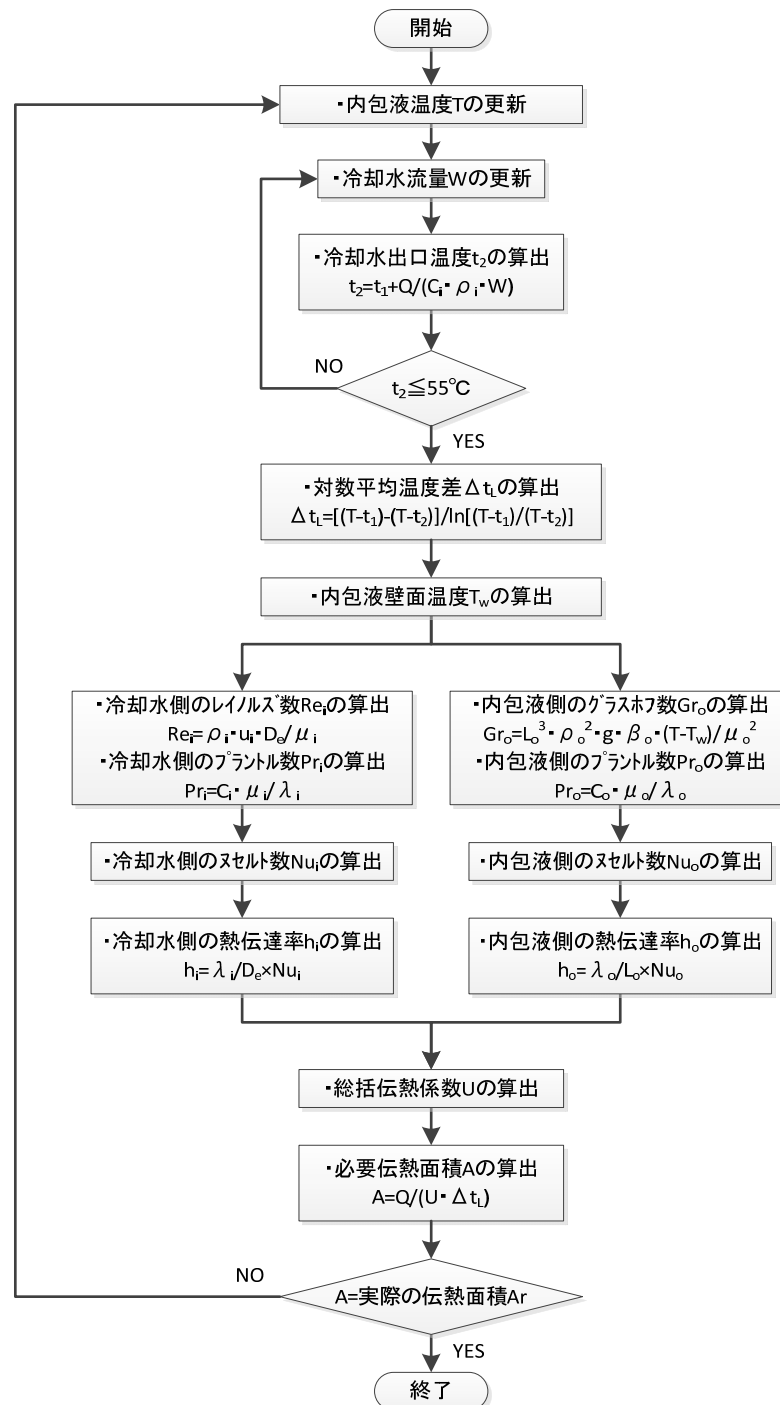 開始
・内包液温度Tの更新
・冷却水流量Wの更新
・冷却水出口温度t₂の算出
t₂=t₁+Q/(Cᵢ・ρᵢ・W)
NO
t₂≦55℃
YES
・対数平均温度差ΔtLの算出
ΔtL=[(T-t₁)-(T-t₂)]/ln[(T-t₁)/(T-t₂)]
・内包液壁面温度Twの算出
・冷却水側のレイノルズ数Reᵢの算出
Reᵢ=ρᵢ・uᵢ・Dₑ/μᵢ
・冷却水側のプラントル数Prᵢの算出
Prᵢ=Cᵢ・μᵢ/λᵢ
・内包液側のグラスホフ数Grₒの算出
Grₒ=Lₒ³・ρₒ²・g・βₒ・(T-Tw)/μₒ²
・内包液側のプラントル数Prₒの算出
Prₒ=Cₒ・μₒ/λₒ
・冷却水側のヌセルト数Nuᵢの算出
・内包液側のヌセルト数Nuₒの算出
・冷却水側の熱伝達率hᵢの算出
hᵢ=λᵢ/Dₑ×Nuᵢ
・内包液側の熱伝達率hₒの算出
hₒ=λₒ/Lₒ×Nuₒ
・総括伝熱係数Uの算出
・必要伝熱面積Aの算出
A=Q/(U・ΔtL)
NO
A=実際の伝熱面積Ar
YES
終了